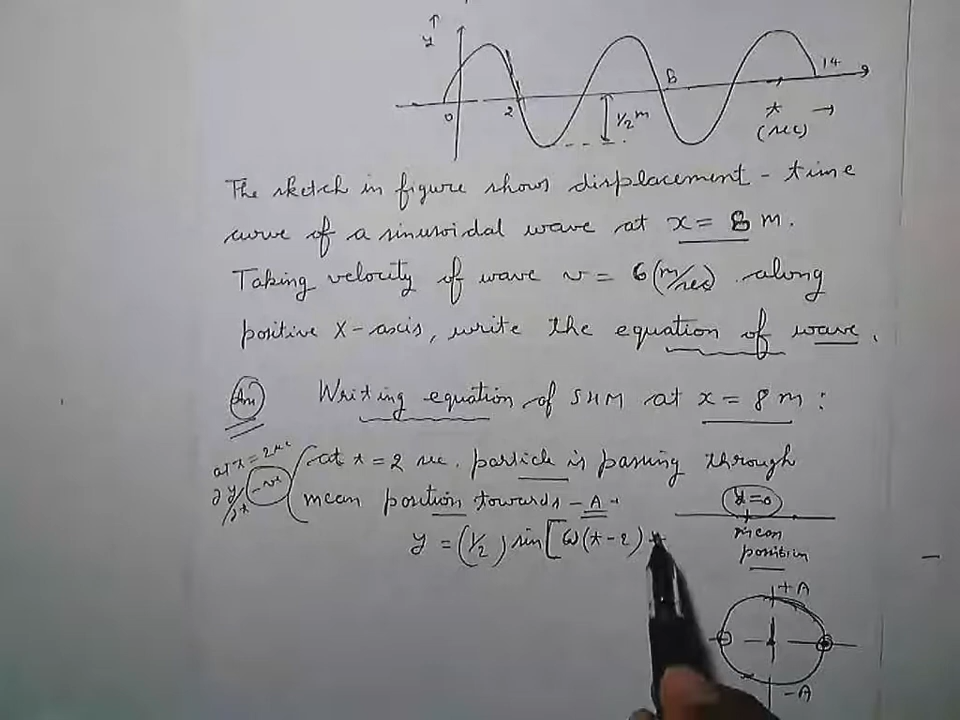 y
14
B
0
2
1/2 m
t
(sec)
The sketch in figure shows displacement - time
curve of a sinusoidal wave at x = 8 m.
Taking velocity of wave v = 6 (m/sec) along
positive X-axis, write the equation of wave.
Ans Writing equation of SHM at x = 8 m :
at t = 2 sec. particle is passing through
mean position towards - A.
at t = 2 sec
∂y/∂t -ve
y = 0
mean
position
y = (1/2) sin[ω(t - 2) +
+A
-A